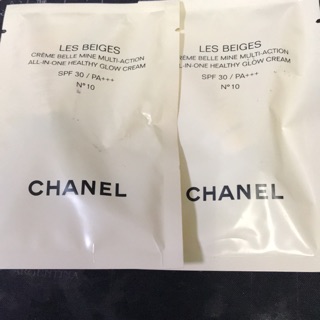 LES BEIGES
CRÈME BELLE MINE MULTI-ACTION
ALL-IN-ONE HEALTHY GLOW CREAM
SPF 30 / PA+++
N°10
CHANEL
LES BEIGES
CRÈME BELLE MINE MULTI-ACTION
ALL-IN-ONE HEALTHY GLOW CREAM
SPF 30 / PA+++
N°10
CHANEL